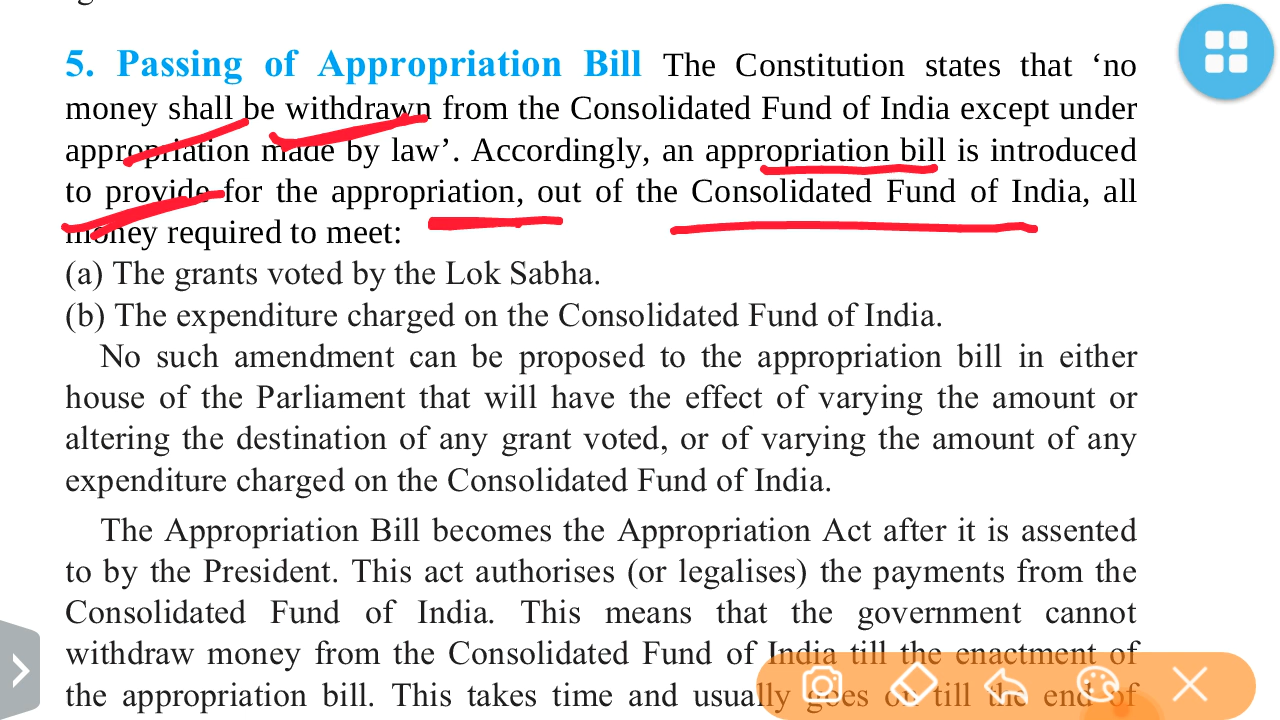 5. Passing of Appropriation Bill The Constitution states that ‘no
money shall be withdrawn from the Consolidated Fund of India except under
appropriation made by law’. Accordingly, an appropriation bill is introduced
to provide for the appropriation, out of the Consolidated Fund of India, all
money required to meet:
(a) The grants voted by the Lok Sabha.
(b) The expenditure charged on the Consolidated Fund of India.
No such amendment can be proposed to the appropriation bill in either
house of the Parliament that will have the effect of varying the amount or
altering the destination of any grant voted, or of varying the amount of any
expenditure charged on the Consolidated Fund of India.
The Appropriation Bill becomes the Appropriation Act after it is assented
to by the President. This act authorises (or legalises) the payments from the
Consolidated Fund of India. This means that the government cannot
withdraw money from the Consolidated Fund of India till the enactment of
the appropriation bill. This takes time and usually goes on till the end of